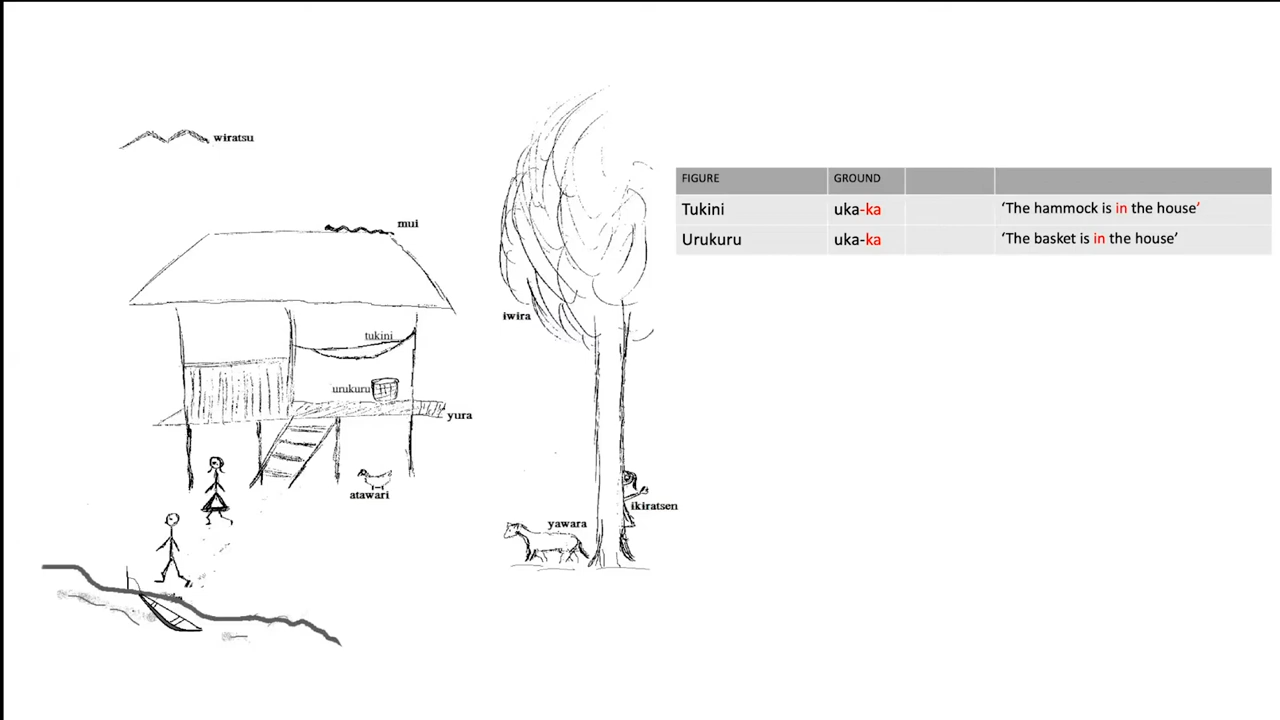 wiratsu
mui
iwira
tukini
urukuru
yura
atawari
ikiratsen
yawara
FIGURE GROUND
Tukini uka-ka ‘The hammock is in the house’
Urukuru uka-ka ‘The basket is in the house’